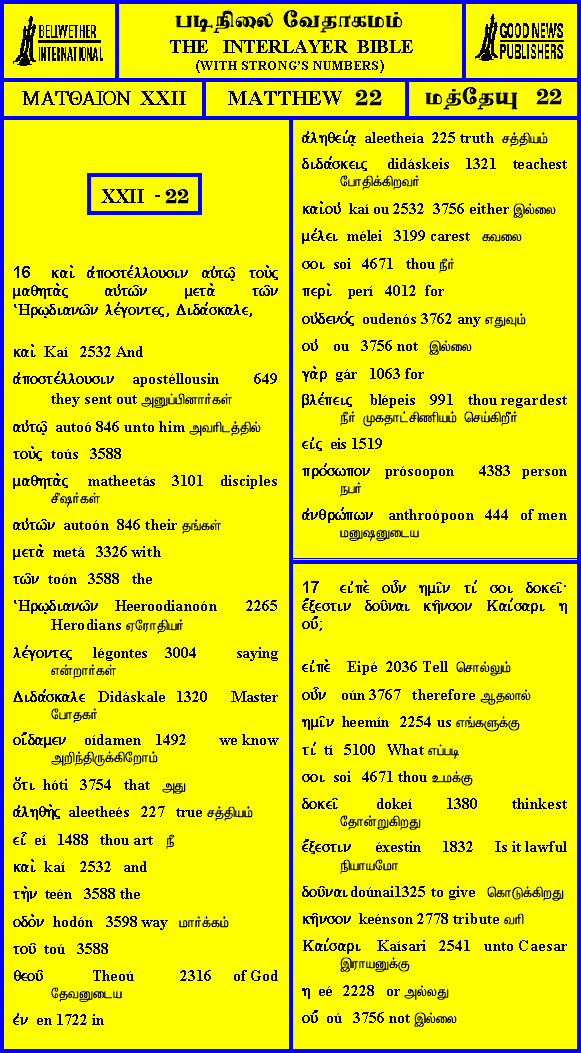 BELLWETHER
INTERNATIONAL
படிநிலை வேதாகமம்
THE INTERLAYER BIBLE
(WITH STRONG'S NUMBERS)
GOOD NEWS
PUBLISHERS
ΜΑΤΘΑΙΟΝ XXII
MATTHEW 22
மத்தேயு 22
XXII - 22
16 καὶ ἀποστέλλουσιν αὐτῷ τοὺς
μαθητὰς αὐτῶν μετὰ τῶν
Ἡρῳδιανῶν λέγοντες, Διδάσκαλε,
καὶ Kaí 2532 And
ἀποστέλλουσιν apostéllousin 649
they sent out அனுப்பினார்கள்
αὐτῷ autoó 846 unto him அவரிடத்தில்
τοὺς toús 3588
μαθητὰς matheetás 3101 disciples
சீஷர்கள்
αὐτῶν autoón 846 their தங்கள்
μετὰ metá 3326 with
τῶν toón 3588 the
Ἡρῳδιανῶν Heeroodianoón 2265
Herodians ஏரோதியர்
λέγοντες légontes 3004 saying
என்றார்கள்
Διδάσκαλε Didáskale 1320 Master
போதகர்
οἴδαμεν oídamen 1492 we know
அறிந்திருக்கிறோம்
ὅτι hóti 3754 that அது
ἀληθὴς aleetheés 227 true சத்தியம்
εἶ eí 1488 thou art நீ
καὶ kaí 2532 and
τὴν teén 3588 the
οδὸν hodón 3598 way மார்க்கம்
τοῦ toú 3588
θεοῦ Theoú 2316 of God
தேவனுடைய
ἐν en 1722 in
ἀληθείᾳ aleetheía 225 truth சத்தியம்
διδάσκεις didáskeis 1321 teachest
போதிக்கிறவர்
καὶοὐ kaí ou 2532 3756 either இல்லை
μέλει mélei 3199 carest கவலை
σοι soi 4671 thou நீர்
περὶ perí 4012 for
οὐδενός oudenós 3762 any எதுவும்
οὐ ou 3756 not இல்லை
γὰρ gár 1063 for
βλέπεις blépeis 991 thou regardest
நீர் முகதாட்சிணியம் செய்கிறீர்
εἰς eis 1519
πρόσωπον prósoopon 4383 person
நபர்
ἀνθρώπων anthroópoon 444 of men
மனுஷனுடைய
17 εἰπὲ οὖν ημῖν τί σοι δοκεῖ·
ἔξεστιν δοῦναι κῆνσον Καίσαρι η
οὔ;
εἰπὲ Eipé 2036 Tell சொல்லும்
οὖν oún 3767 therefore ஆதலால்
ημῖν heemín 2254 us எங்களுக்கு
τί tí 5100 What எப்படி
σοι soi 4671 thou உமக்கு
δοκεῖ dokeí 1380 thinkest
தோன்றுகிறது
ἔξεστιν éxestin 1832 Is it lawful
நியாயமோ
δοῦναι doúnai1325 to give கொடுக்கிறது
κῆνσον keénson 2778 tribute வரி
Καίσαρι Kaísari 2541 unto Caesar
இராயனுக்கு
η eé 2228 or அல்லது
οὔ oú 3756 not இல்லை